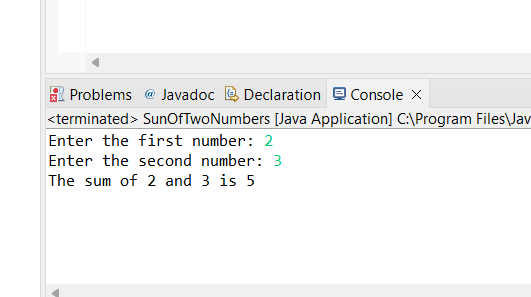 Problems @ Javadoc Declaration Console
<terminated> SunOfTwoNumbers [Java Application] C:\Program Files\Jav
Enter the first number: 2
Enter the second number: 3
The sum of 2 and 3 is 5